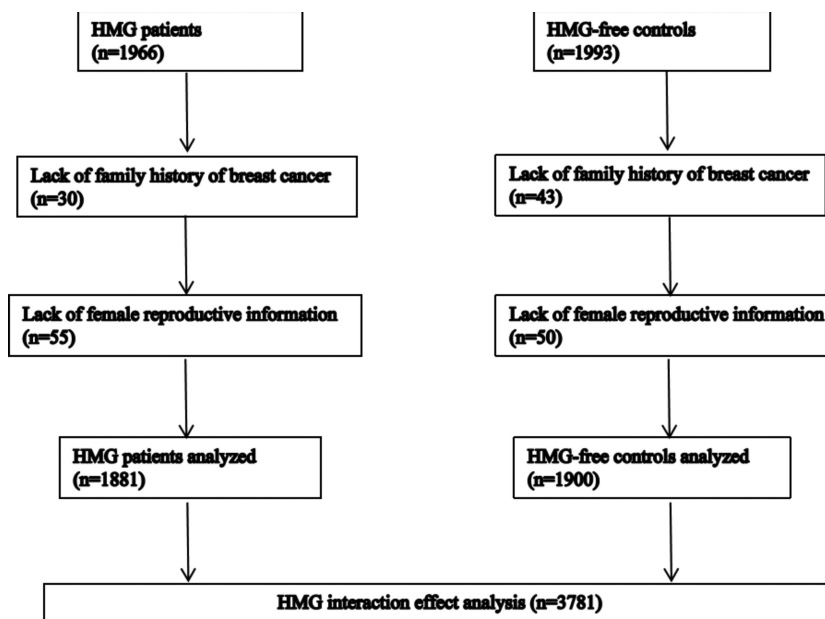 HMG patients
(n=1966)
HMG-free controls
(n=1993)
Lack of family history of breast cancer
(n=30)
Lack of family history of breast cancer
(n=43)
Lack of female reproductive information
(n=55)
Lack of female reproductive information
(n=50)
HMG patients analyzed
(n=1881)
HMG-free controls analyzed
(n=1900)
HMG interaction effect analysis (n=3781)